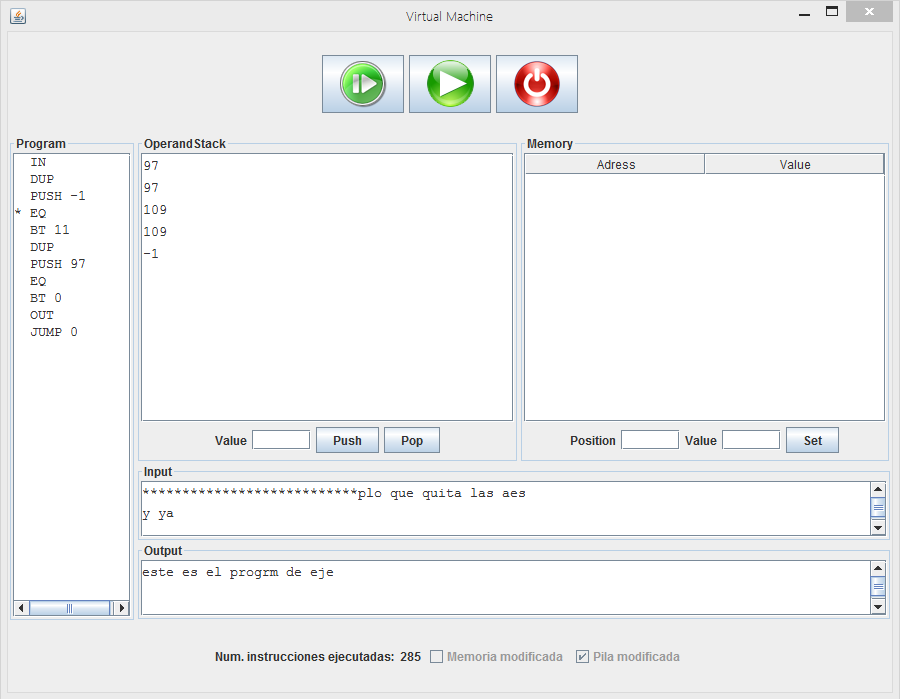 Virtual Machine
Program
IN
DUP
PUSH -1
* EQ
BT 11
DUP
PUSH 97
EQ
BT 0
OUT
JUMP 0
OperandStack
97
97
109
109
-1
Value Push Pop
Memory
Adress Value
Position Value Set
Input
***************************plo que quita las aes
y ya
Output
este es el progrm de eje
Num. instrucciones ejecutadas: 285 Memoria modificada Pila modificada